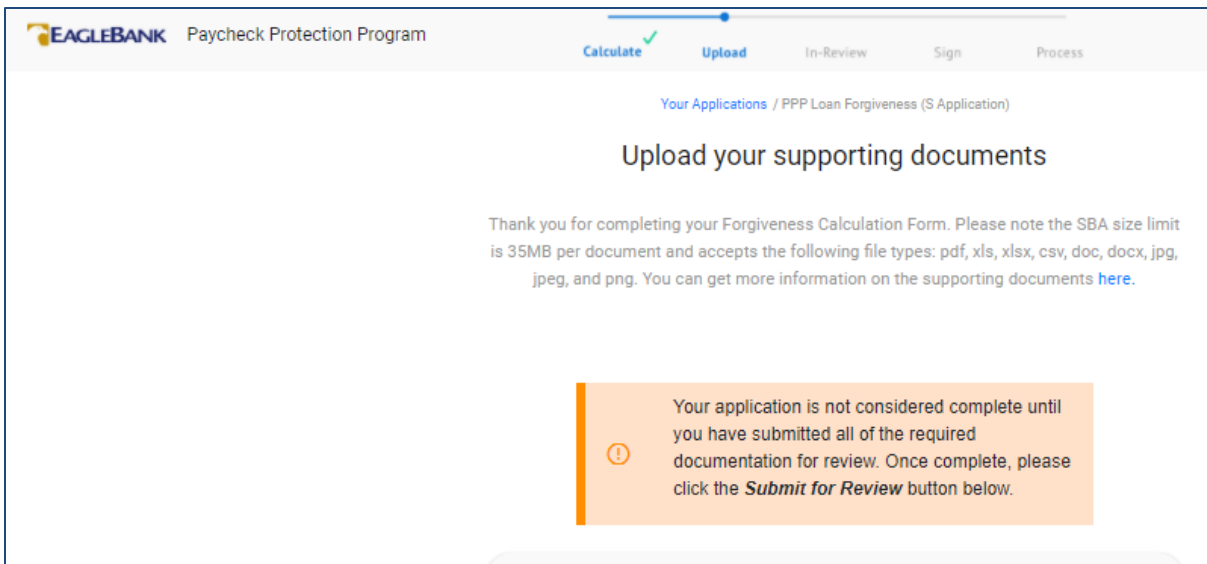 EAGLEBANK Paycheck Protection Program
Calculate Upload In-Review Sign Process
Your Applications / PPP Loan Forgiveness (S Application)
Upload your supporting documents
Thank you for completing your Forgiveness Calculation Form. Please note the SBA size limit
is 35MB per document and accepts the following file types: pdf, xls, xlsx, csv, doc, docx, jpg,
jpeg, and png. You can get more information on the supporting documents here.
Your application is not considered complete until
you have submitted all of the required
documentation for review. Once complete, please
click the Submit for Review button below.